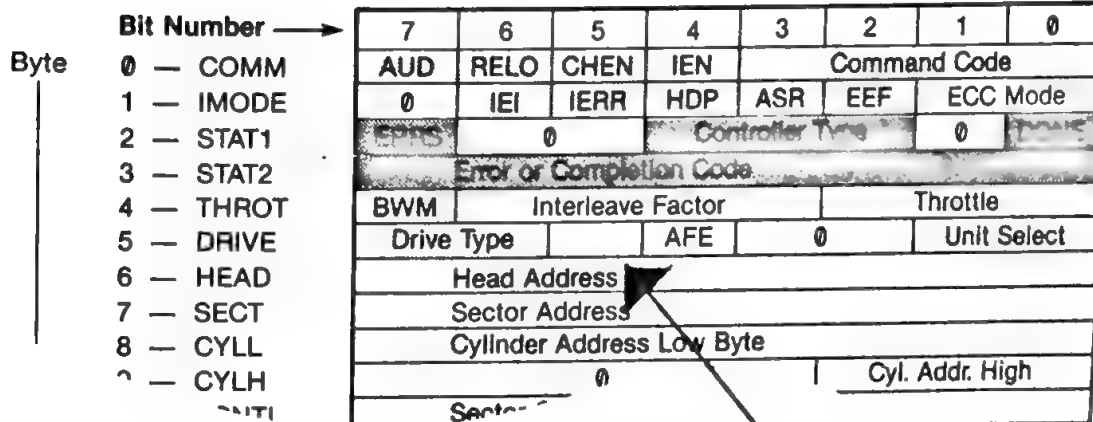 Bit Number → 7 6 5 4 3 2 1 0
Byte 0 — COMM AUD RELO CHEN IEN Command Code
1 — IMODE 0 IEI IERR HDP ASR EEF ECC Mode
2 — STAT1 0 Controller Type 0 DONE
3 — STAT2 Error or Completion Code
4 — THROT BWM Interleave Factor Throttle
5 — DRIVE Drive Type AFE 0 Unit Select
6 — HEAD Head Address
7 — SECT Sector Address
8 — CYLL Cylinder Address Low Byte
— CYLH 0 Cyl. Addr. High